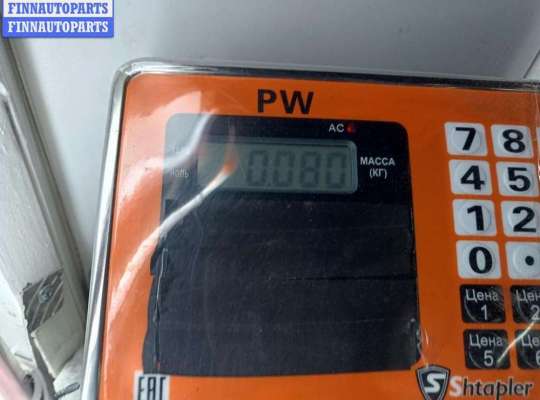 FINNAUTOPARTS
FINNAUTOPARTS
PW
AC
0.080
МАССА
(КГ)
7 8
4 5
1 2
0 .
Цена
1
Цена
5
Shtapler
EAC